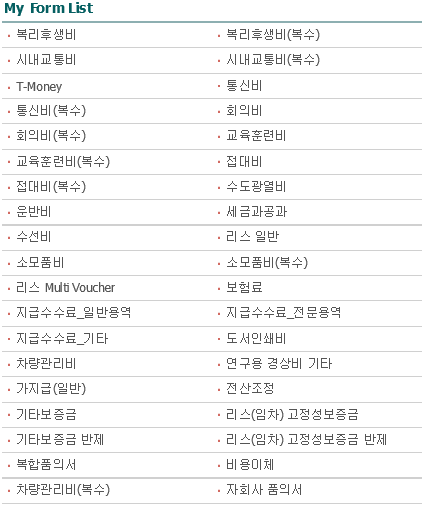 My Form List
복리후생비 복리후생비(복수)
시내교통비 시내교통비(복수)
T-Money 통신비
통신비(복수) 회의비
회의비(복수) 교육훈련비
교육훈련비(복수) 접대비
접대비(복수) 수도광열비
운반비 세금과공과
수선비 리스 일반
소모품비 소모품비(복수)
리스 Multi Voucher 보험료
지급수수료_일반용역 지급수수료_전문용역
지급수수료_기타 도서인쇄비
차량관리비 연구용 경상비 기타
가지급(일반) 전산조정
기타보증금 리스(임차) 고정성보증금
기타보증금 반제 리스(임차) 고정성보증금 반제
복합품의서 비용이체
차량관리비(복수) 자회사 품의서